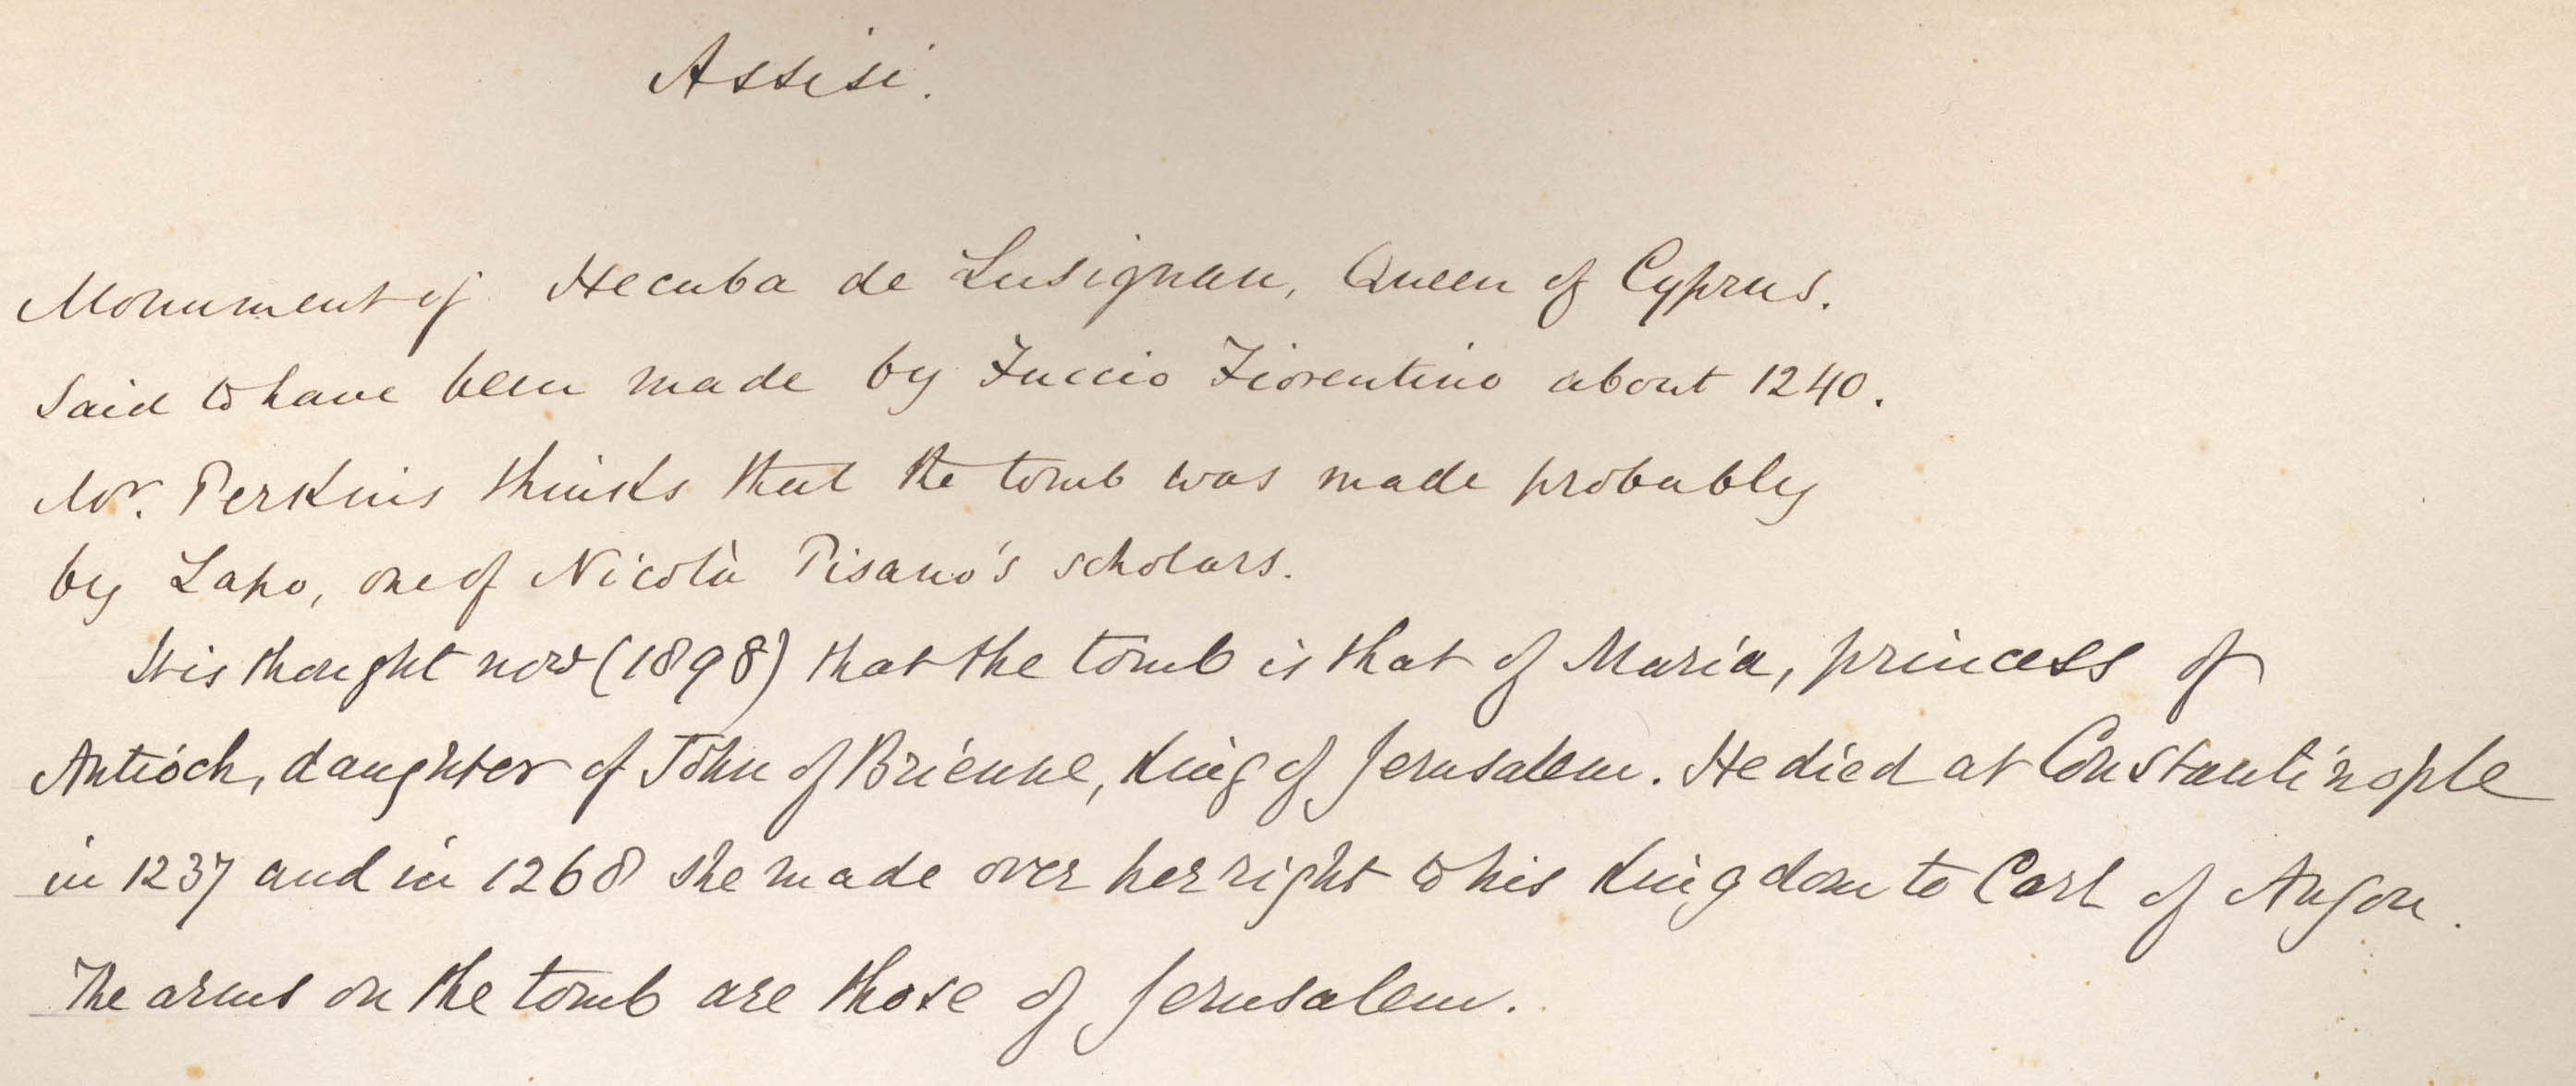 Assisi.
Monument of Hecuba de Lusignan, Queen of Cyprus.
Said to have been made by Fuccio Fiorentino about 1240.
Mr. Perkins thinks that the tomb was made probably
by Lapo, one of Nicolà Pisano's scholars.
It is thought now (1898) that the tomb is that of Maria, princess of
Antioch, daughter of John of Brienne, King of Jerusalem. He died at Constantinople
in 1237 and in 1268 she made over her right to his Kingdom to Carl of Anjou.
The arms on the tomb are those of Jerusalem.